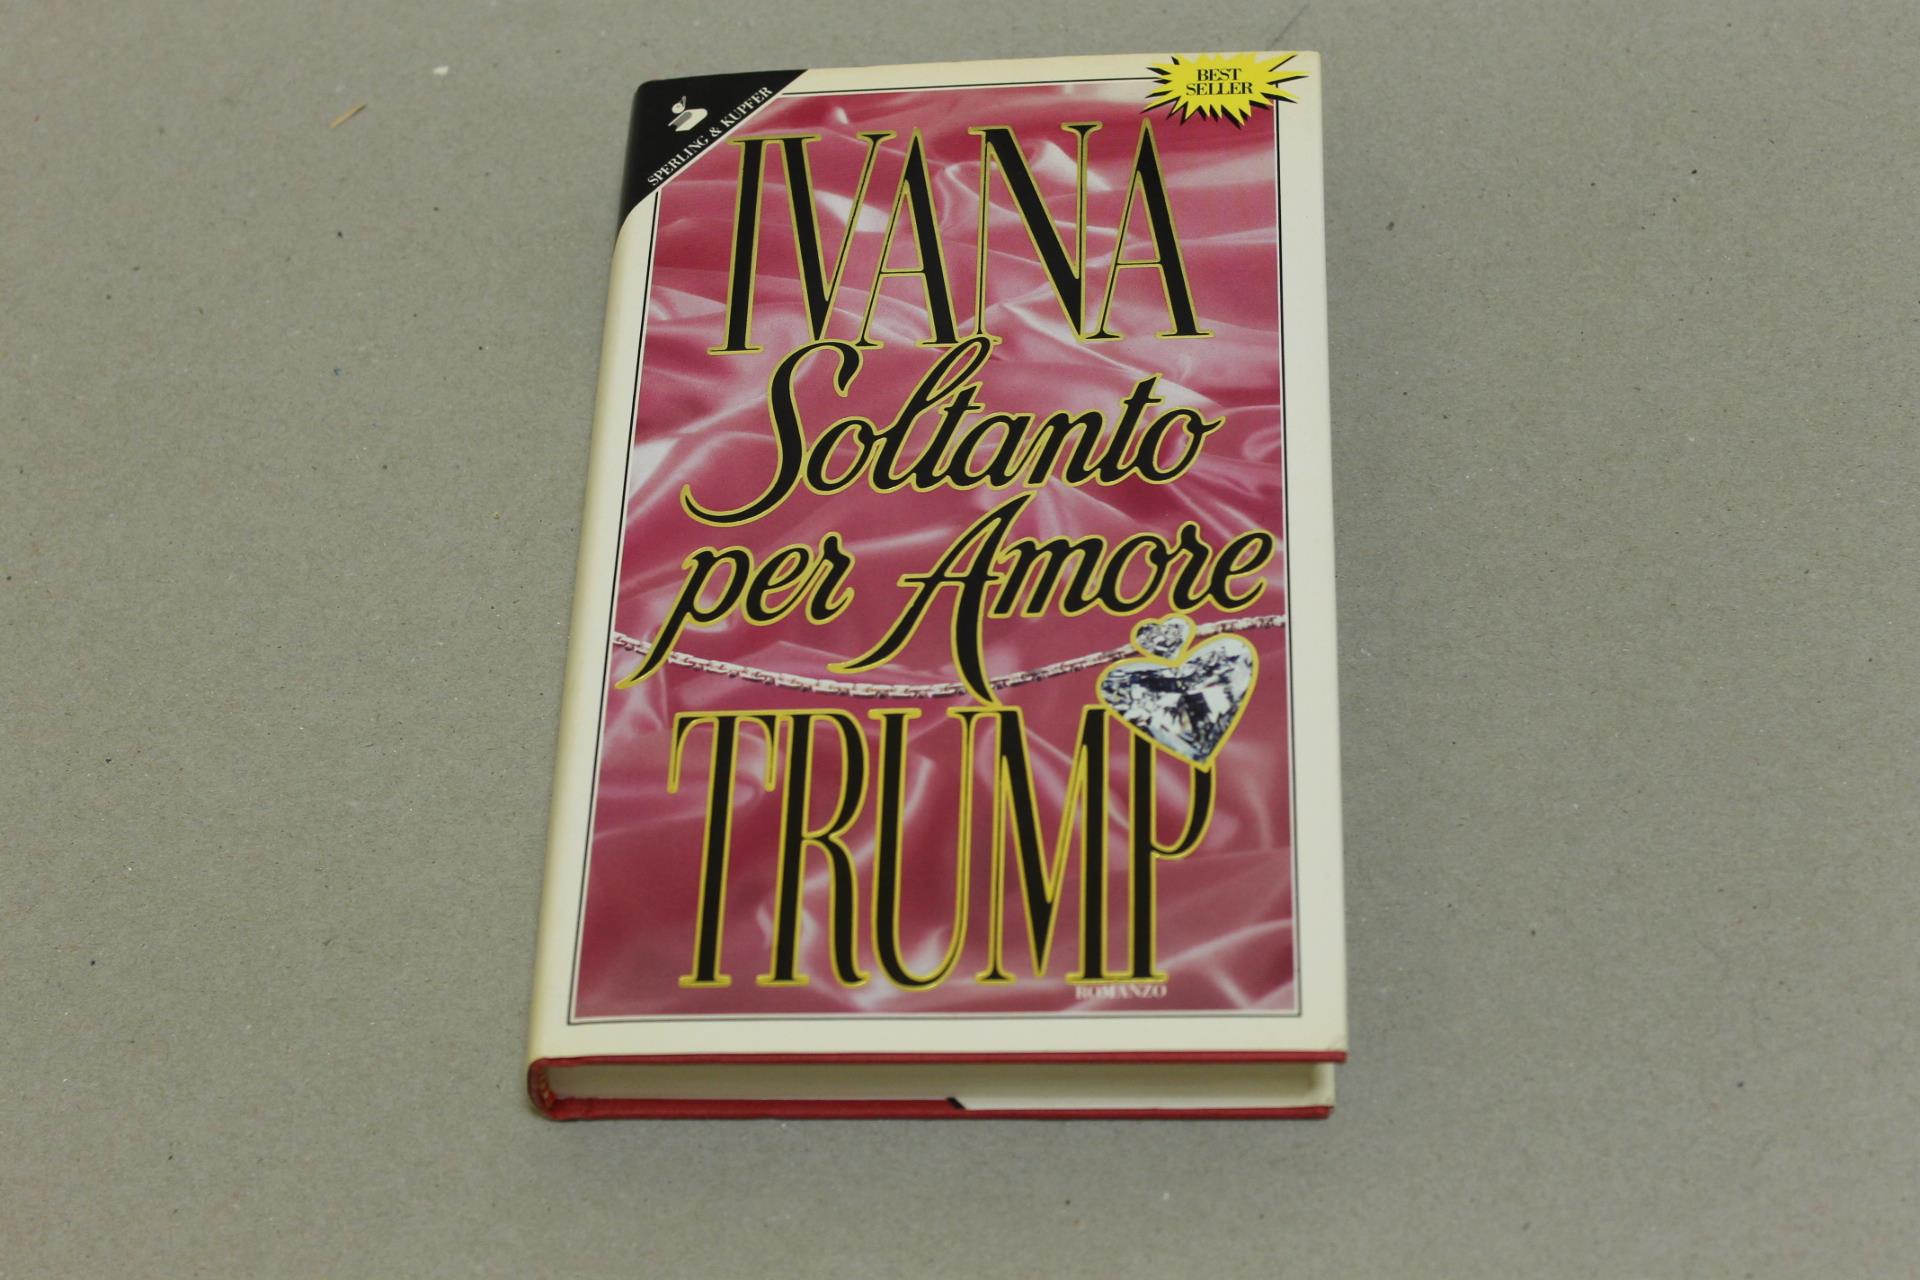 SPERLING & KUPFER
BEST
SELLER
IVANA
Soltanto
per Amore
TRUMP
ROMANZO